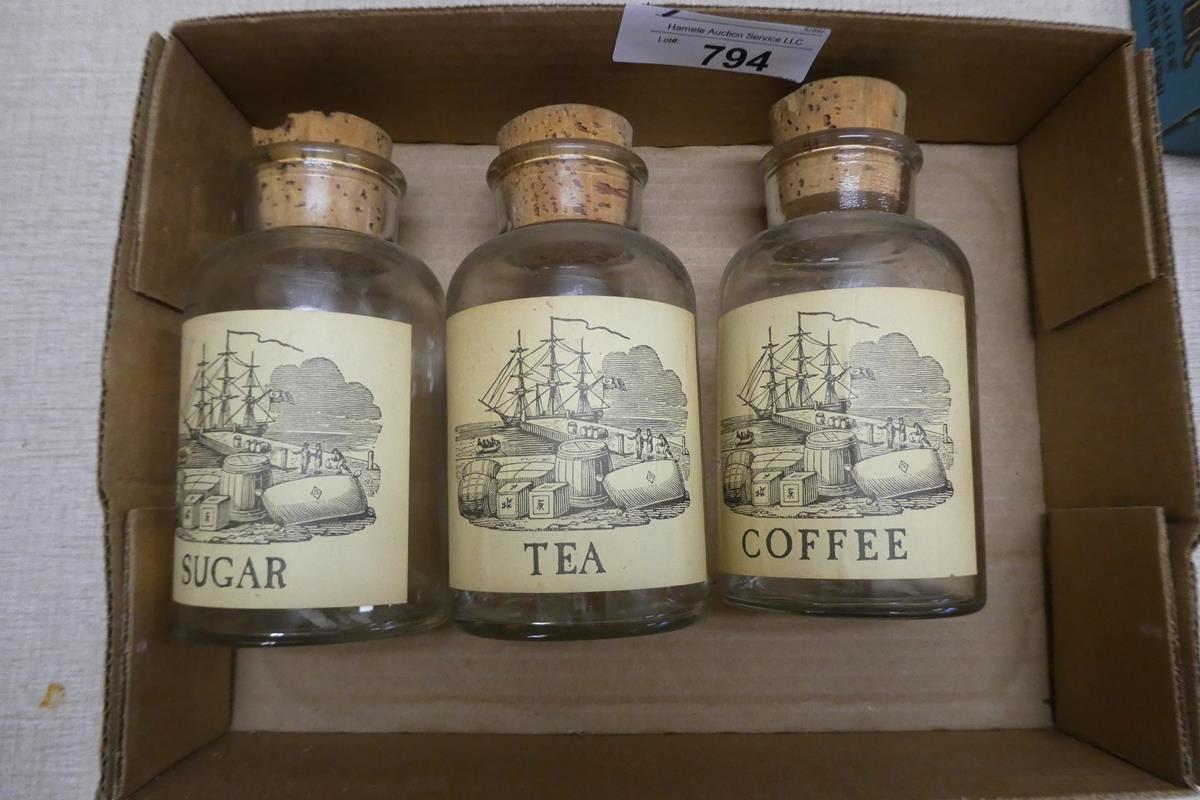 Hamele Auction Service LLC
Lot#:
794
SUGAR
TEA
COFFEE